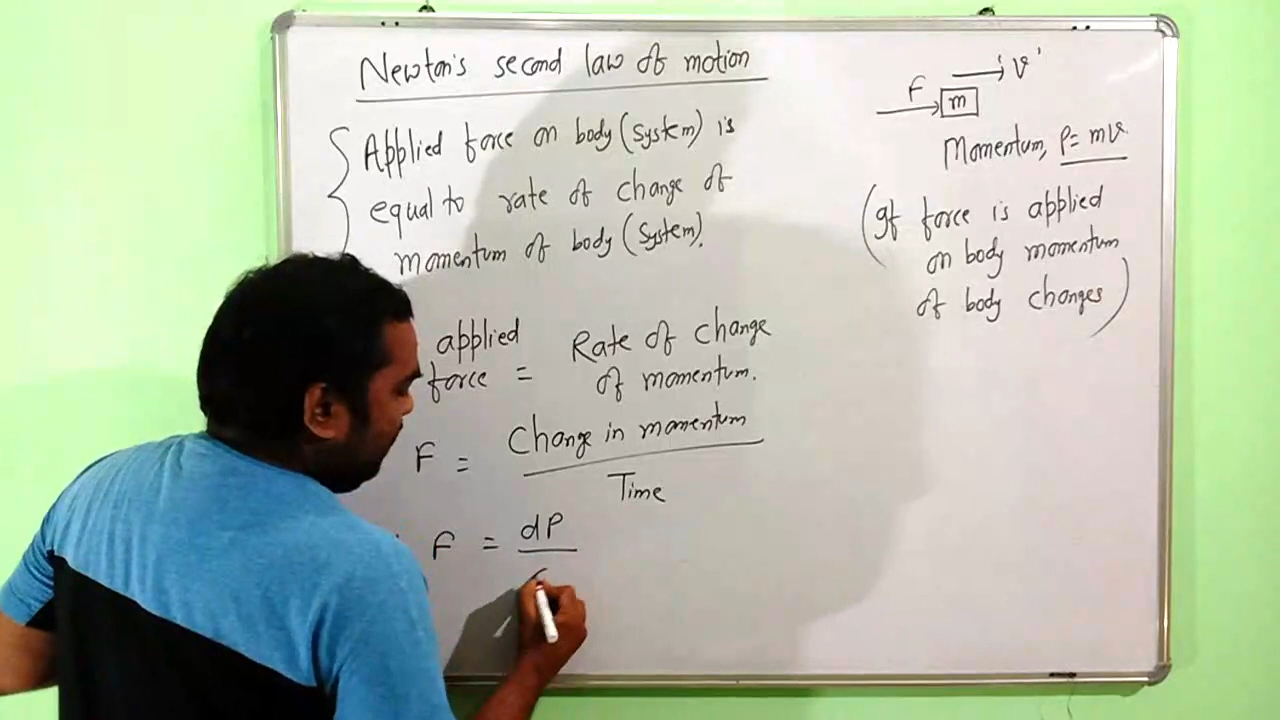 Newton's second law of motion
Applied force on body (system) is
equal to rate of change of
momentum of body (system).
applied
force =
Rate of change
of momentum.
F = Change in momentum
Time
F = dP
F
m
v
Momentum, P = mv.
(If force is applied
on body momentum
of body changes)